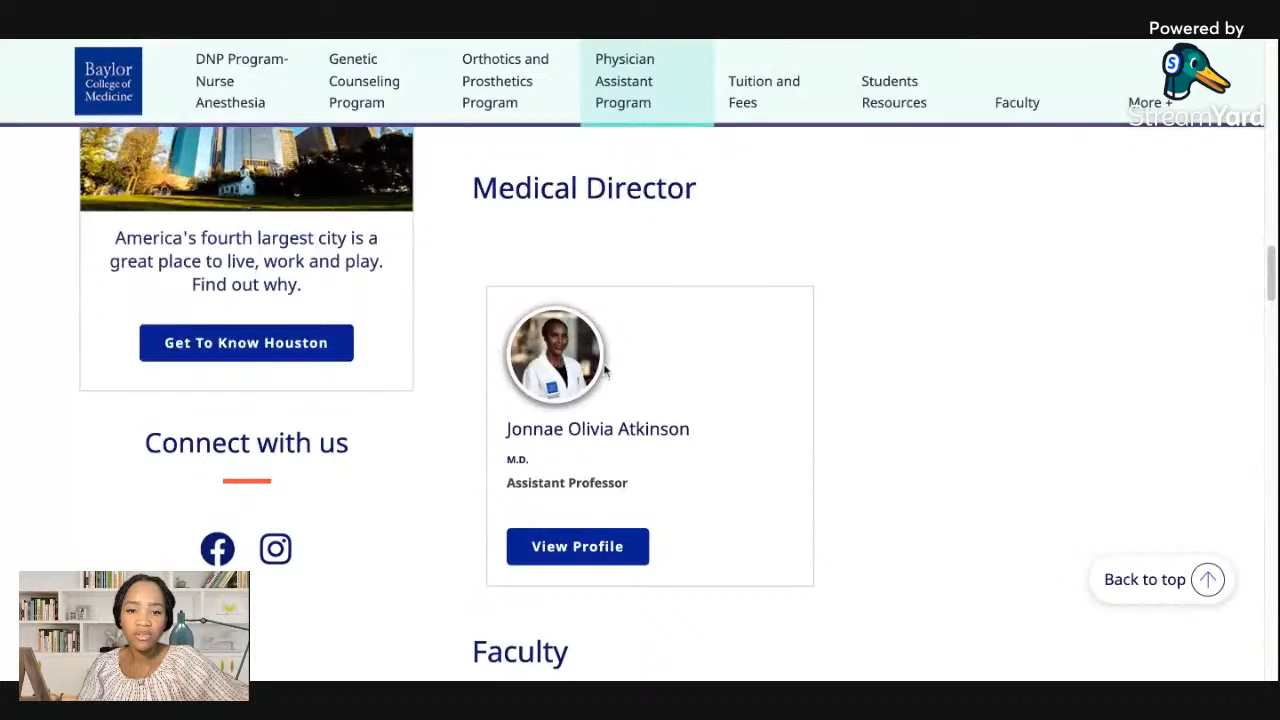 Powered by
StreamYard
Baylor
College of
Medicine
DNP Program-
Nurse
Anesthesia
Genetic
Counseling
Program
Orthotics and
Prosthetics
Program
Physician
Assistant
Program
Tuition and
Fees
Students
Resources
Faculty
More +
America's fourth largest city is a
great place to live, work and play.
Find out why.
Get To Know Houston
Connect with us
Medical Director
Jonnae Olivia Atkinson
M.D.
Assistant Professor
View Profile
Faculty
Back to top